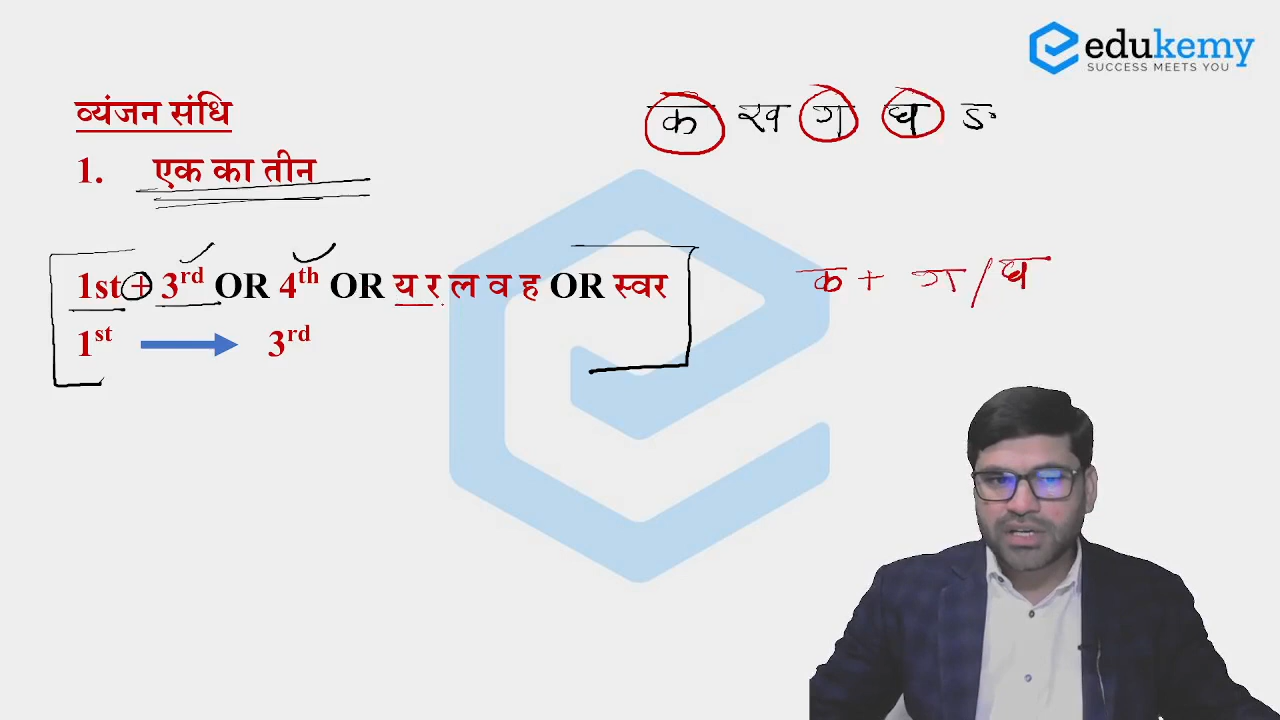 edukemy
SUCCESS MEETS YOU
व्यंजन संधि
क ख ग घ ङ
1. एक का तीन
1st + 3rd OR 4th OR य र ल व ह OR स्वर
क + ग / घ
1st 3rd